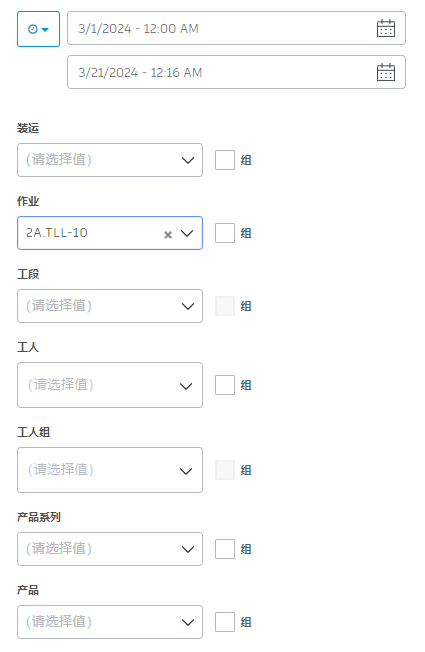 3/1/2024 - 12:00 AM
3/21/2024 - 12:16 AM
装运
(请选择值) 组
作业
2A.TLL-10 组
工段
(请选择值) 组
工人
(请选择值) 组
工人组
(请选择值) 组
产品系列
(请选择值) 组
产品
(请选择值) 组